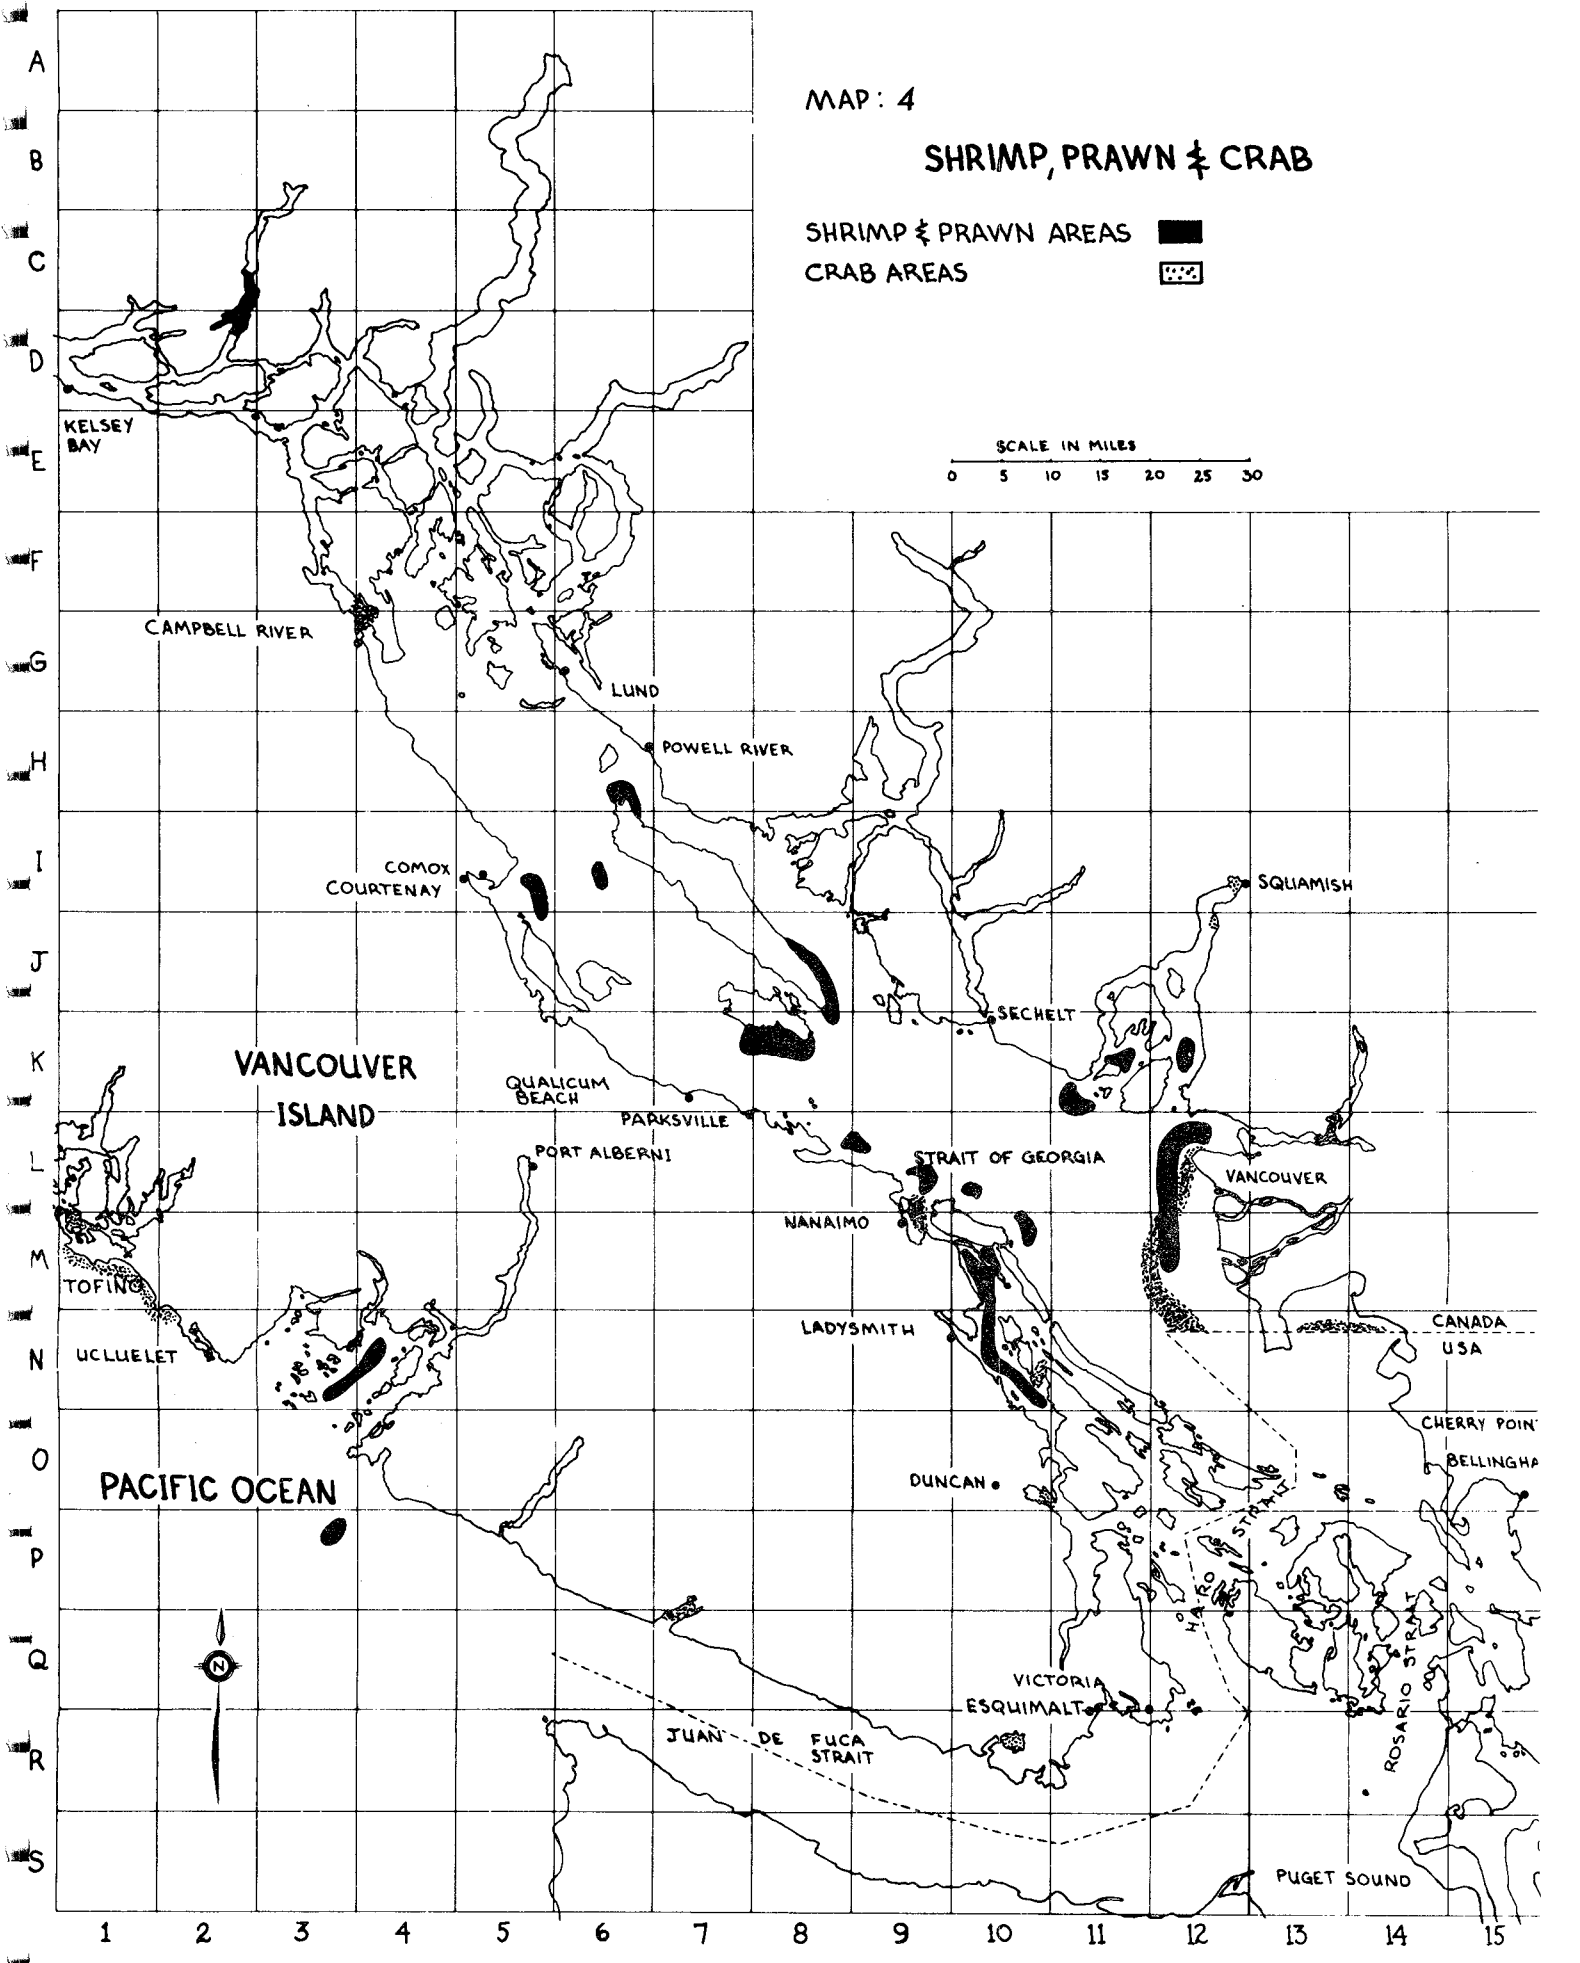 A
MAP: 4
B
SHRIMP, PRAWN & CRAB
C
SHRIMP & PRAWN AREAS
CRAB AREAS
D
KELSEY
BAY
E
SCALE IN MILES
0 5 10 15 20 25 30
F
CAMPBELL RIVER
G
LUND
H
POWELL RIVER
I
COMOX
COURTENAY
SQUAMISH
J
SECHELT
K
VANCOUVER
ISLAND
QUALICUM
BEACH
PARKSVILLE
L
PORT ALBERNI
STRAIT OF GEORGIA
VANCOUVER
NANAIMO
M
TOFINO
LADYSMITH
CANADA
USA
N
UCLUELET
CHERRY POIN
O
BELLINGHA
PACIFIC OCEAN
DUNCAN
P
HARO STRAIT
Q
N
VICTORIA
ESQUIMALT
ROSARIO STRAIT
R
JUAN DE FUCA
STRAIT
S
PUGET SOUND
1 2 3 4 5 6 7 8 9 10 11 12 13 14 15